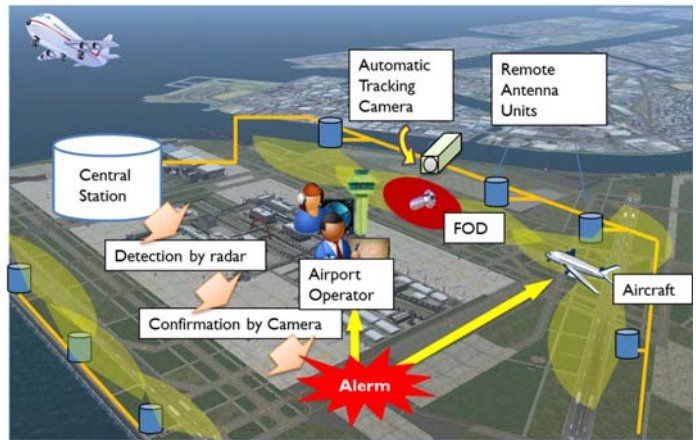 Automatic
Tracking
Camera
Remote
Antenna
Units
Central
Station
FOD
Detection by radar
Airport
Operator
Aircraft
Confirmation by Camera
Alerm